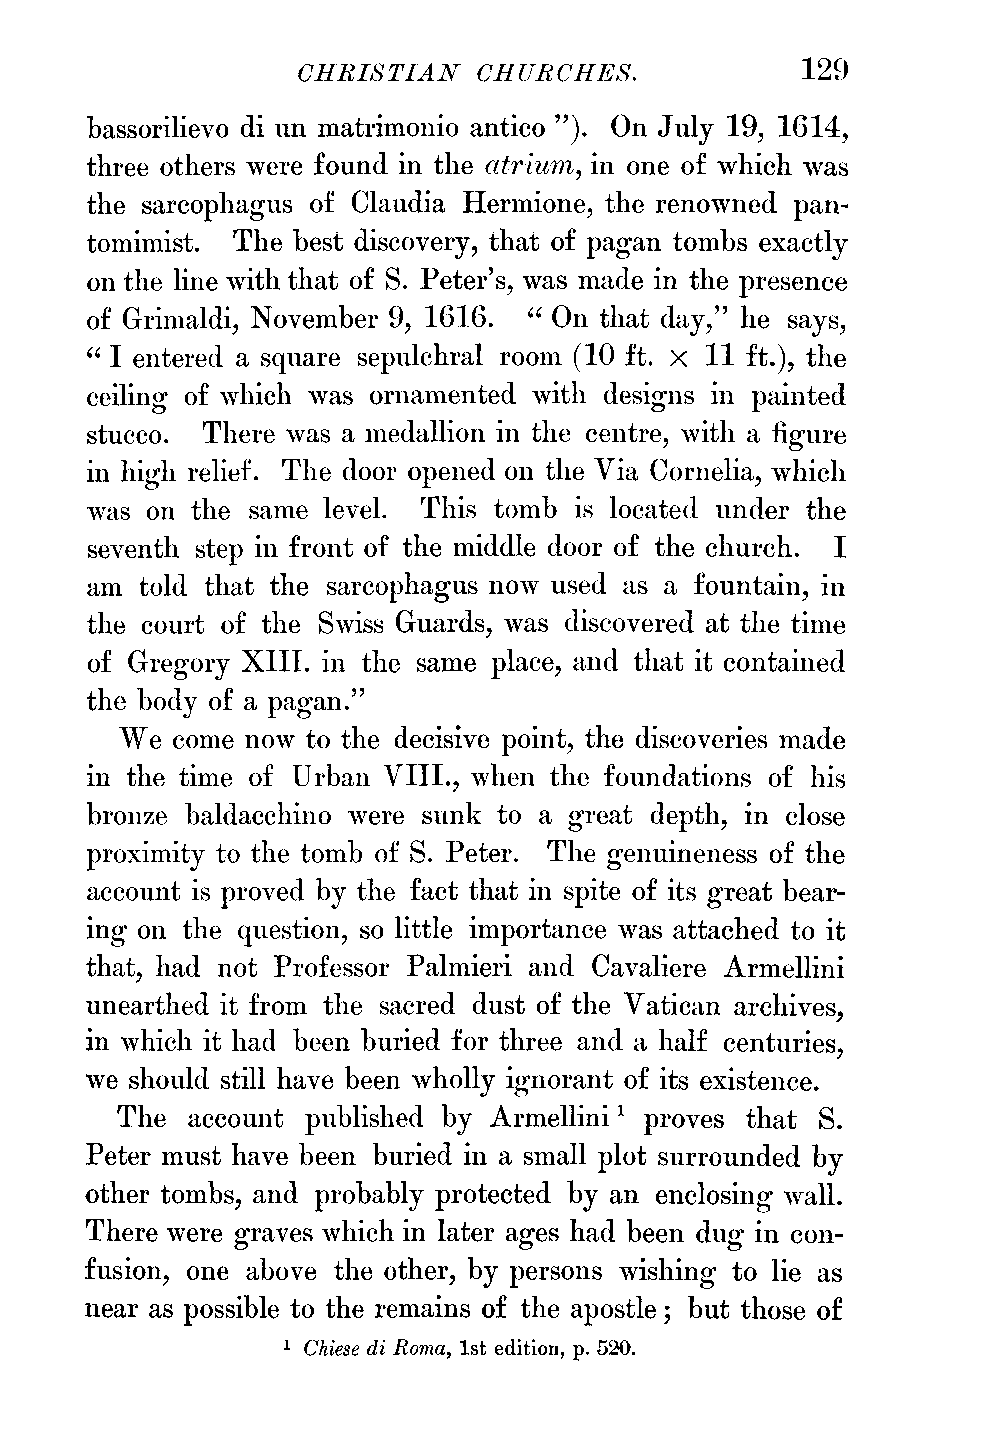 CHRISTIAN CHURCHES. 129
bassorilievo di un matrimonio antico ”). On July 19, 1614,
three others were found in the atrium, in one of which was
the sarcophagus of Claudia Hermione, the renowned pan-
tomimist. The best discovery, that of pagan tombs exactly
on the line with that of S. Peter’s, was made in the presence
of Grimaldi, November 9, 1616. “ On that day,” he says,
“ I entered a square sepulchral room (10 ft. × 11 ft.), the
ceiling of which was ornamented with designs in painted
stucco. There was a medallion in the centre, with a figure
in high relief. The door opened on the Via Cornelia, which
was on the same level. This tomb is located under the
seventh step in front of the middle door of the church. I
am told that the sarcophagus now used as a fountain, in
the court of the Swiss Guards, was discovered at the time
of Gregory XIII. in the same place, and that it contained
the body of a pagan.”
We come now to the decisive point, the discoveries made
in the time of Urban VIII., when the foundations of his
bronze baldacchino were sunk to a great depth, in close
proximity to the tomb of S. Peter. The genuineness of the
account is proved by the fact that in spite of its great bear-
ing on the question, so little importance was attached to it
that, had not Professor Palmieri and Cavaliere Armellini
unearthed it from the sacred dust of the Vatican archives,
in which it had been buried for three and a half centuries,
we should still have been wholly ignorant of its existence.
The account published by Armellini ¹ proves that S.
Peter must have been buried in a small plot surrounded by
other tombs, and probably protected by an enclosing wall.
There were graves which in later ages had been dug in con-
fusion, one above the other, by persons wishing to lie as
near as possible to the remains of the apostle ; but those of
¹ Chiese di Roma, 1st edition, p. 520.